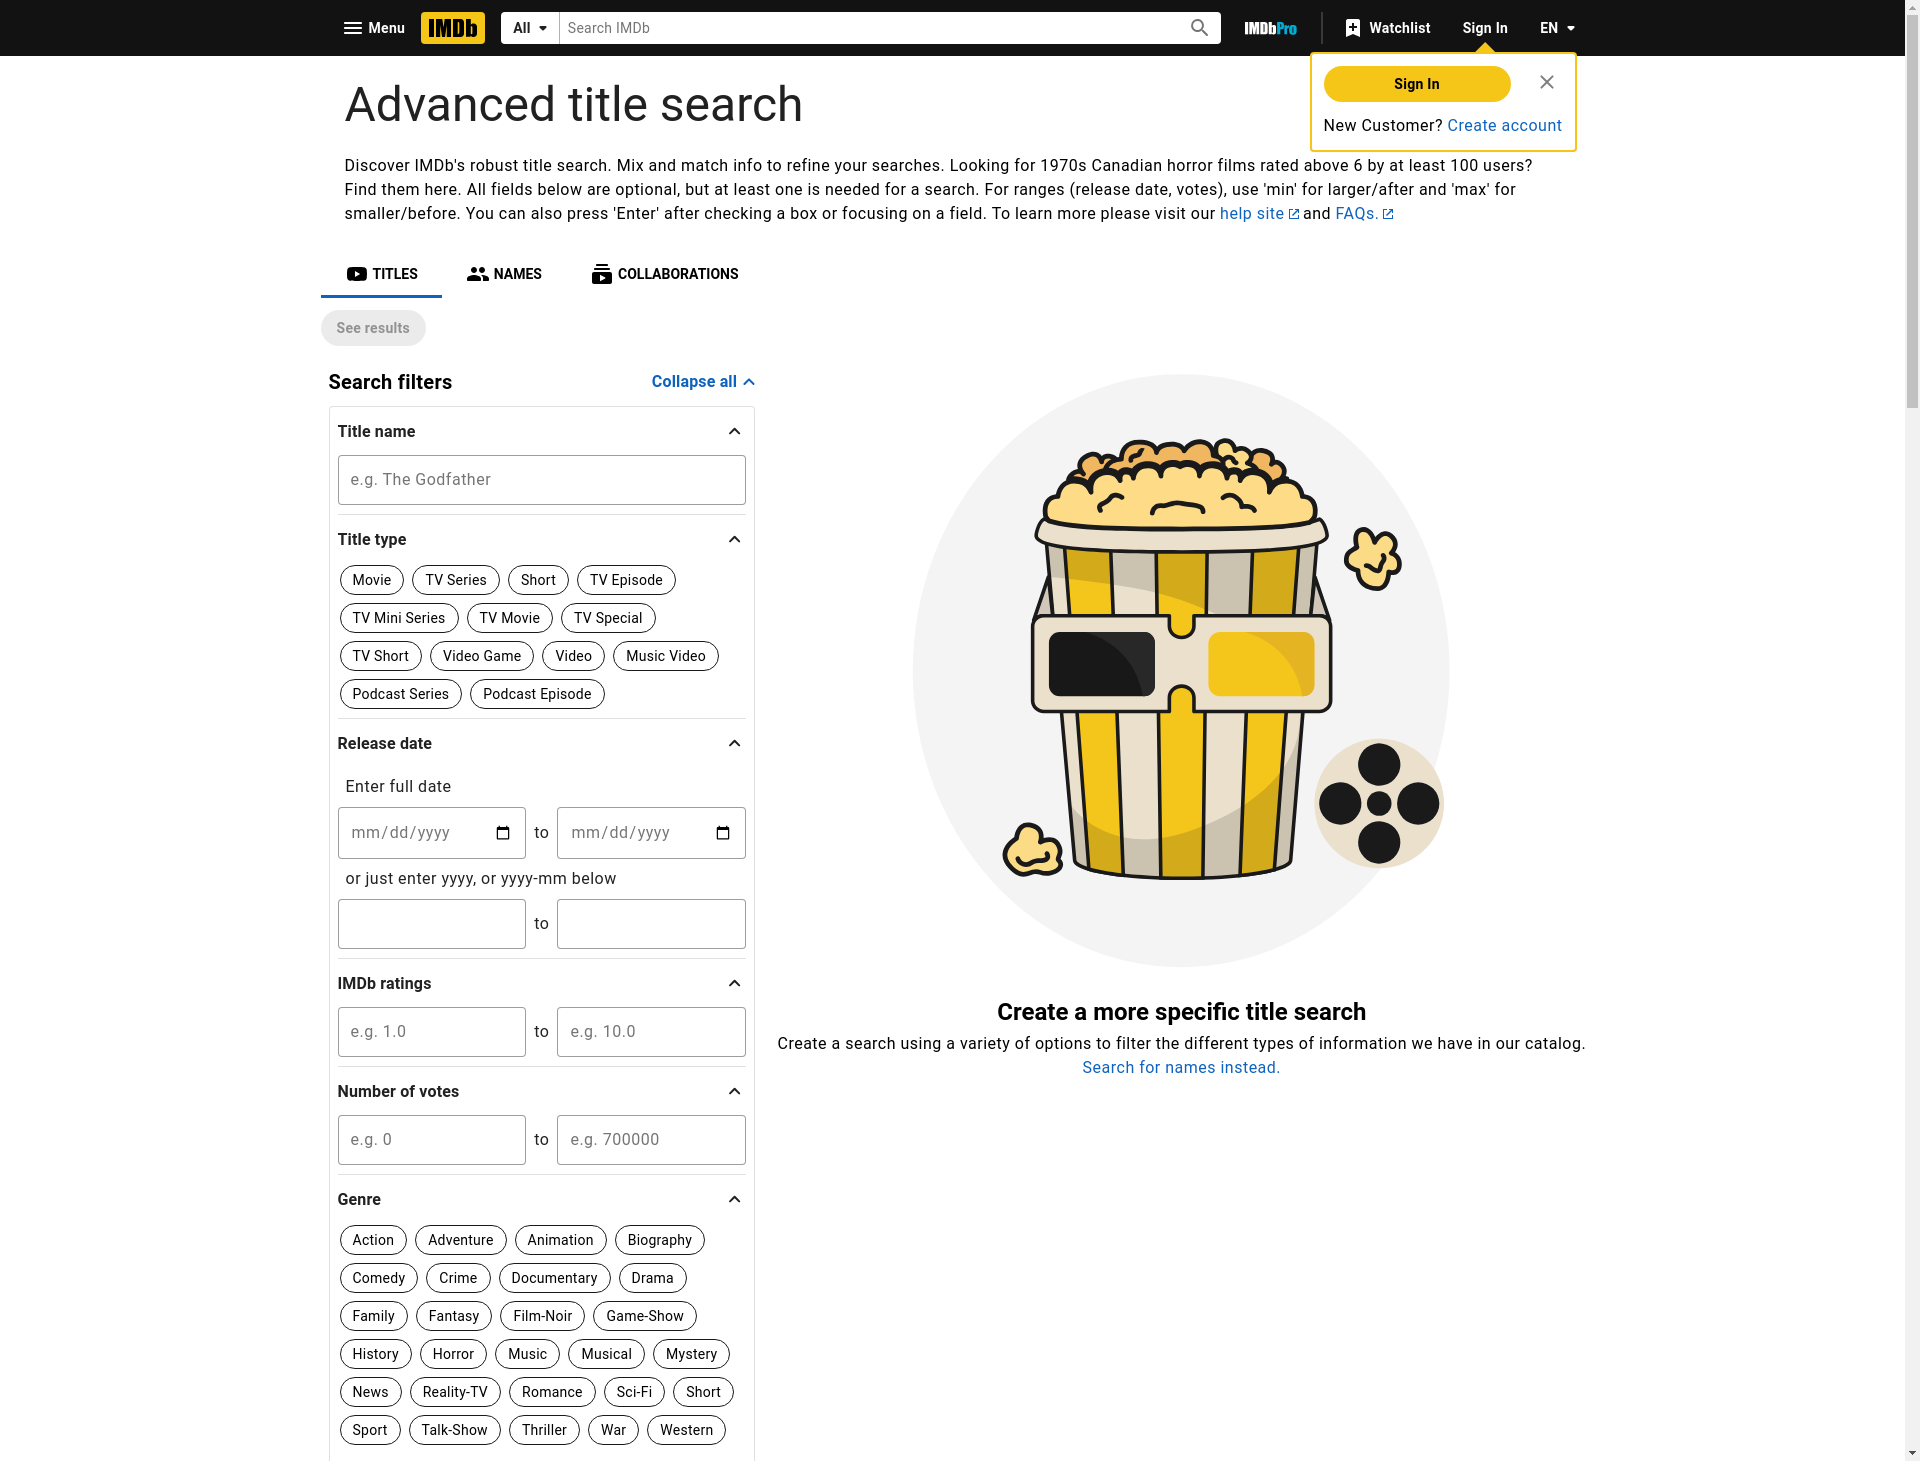 Menu
IMDb
All
Search IMDb
IMDbPro
Watchlist
Sign In
EN
Sign In
New Customer? Create account
Advanced title search
Discover IMDb's robust title search. Mix and match info to refine your searches. Looking for 1970s Canadian horror films rated above 6 by at least 100 users?
Find them here. All fields below are optional, but at least one is needed for a search. For ranges (release date, votes), use 'min' for larger/after and 'max' for
smaller/before. You can also press 'Enter' after checking a box or focusing on a field. To learn more please visit our help site and FAQs.
TITLES
NAMES
COLLABORATIONS
See results
Search filters
Collapse all
Title name
e.g. The Godfather
Title type
Movie TV Series Short TV Episode
TV Mini Series TV Movie TV Special
TV Short Video Game Video Music Video
Podcast Series Podcast Episode
Release date
Enter full date
mm/dd/yyyy to mm/dd/yyyy
or just enter yyyy, or yyyy-mm below
to
IMDb ratings
e.g. 1.0 to e.g. 10.0
Number of votes
e.g. 0 to e.g. 700000
Genre
Action Adventure Animation Biography
Comedy Crime Documentary Drama
Family Fantasy Film-Noir Game-Show
History Horror Music Musical Mystery
News Reality-TV Romance Sci-Fi Short
Sport Talk-Show Thriller War Western
Create a more specific title search
Create a search using a variety of options to filter the different types of information we have in our catalog.
Search for names instead.